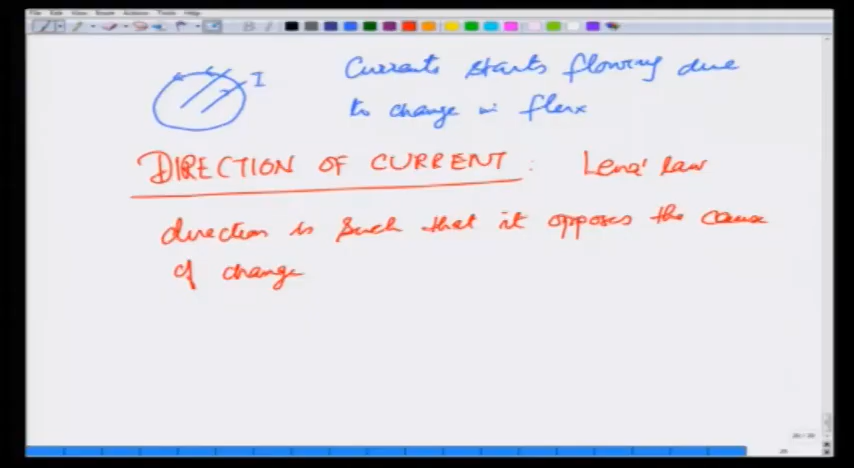 I Currents starts flowing due
to change in flux
DIRECTION OF CURRENT : Lenz' law
direction is such that it opposes the cause
of change